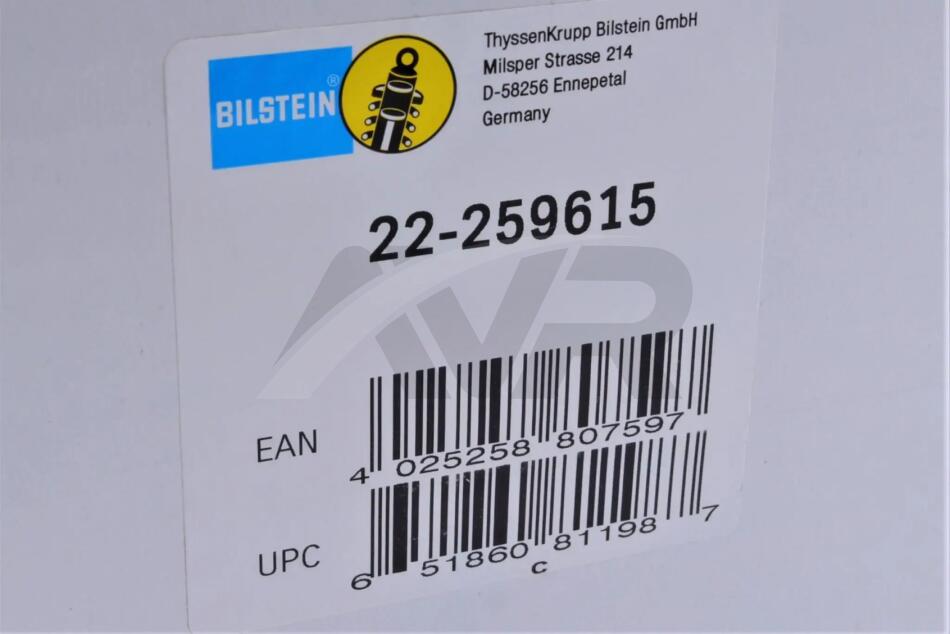 BILSTEIN®
ThyssenKrupp Bilstein GmbH
Milsper Strasse 214
D-58256 Ennepetal
Germany
22-259615
AVR
EAN
4 025258 807597
UPC
6 51860 81198 7
C